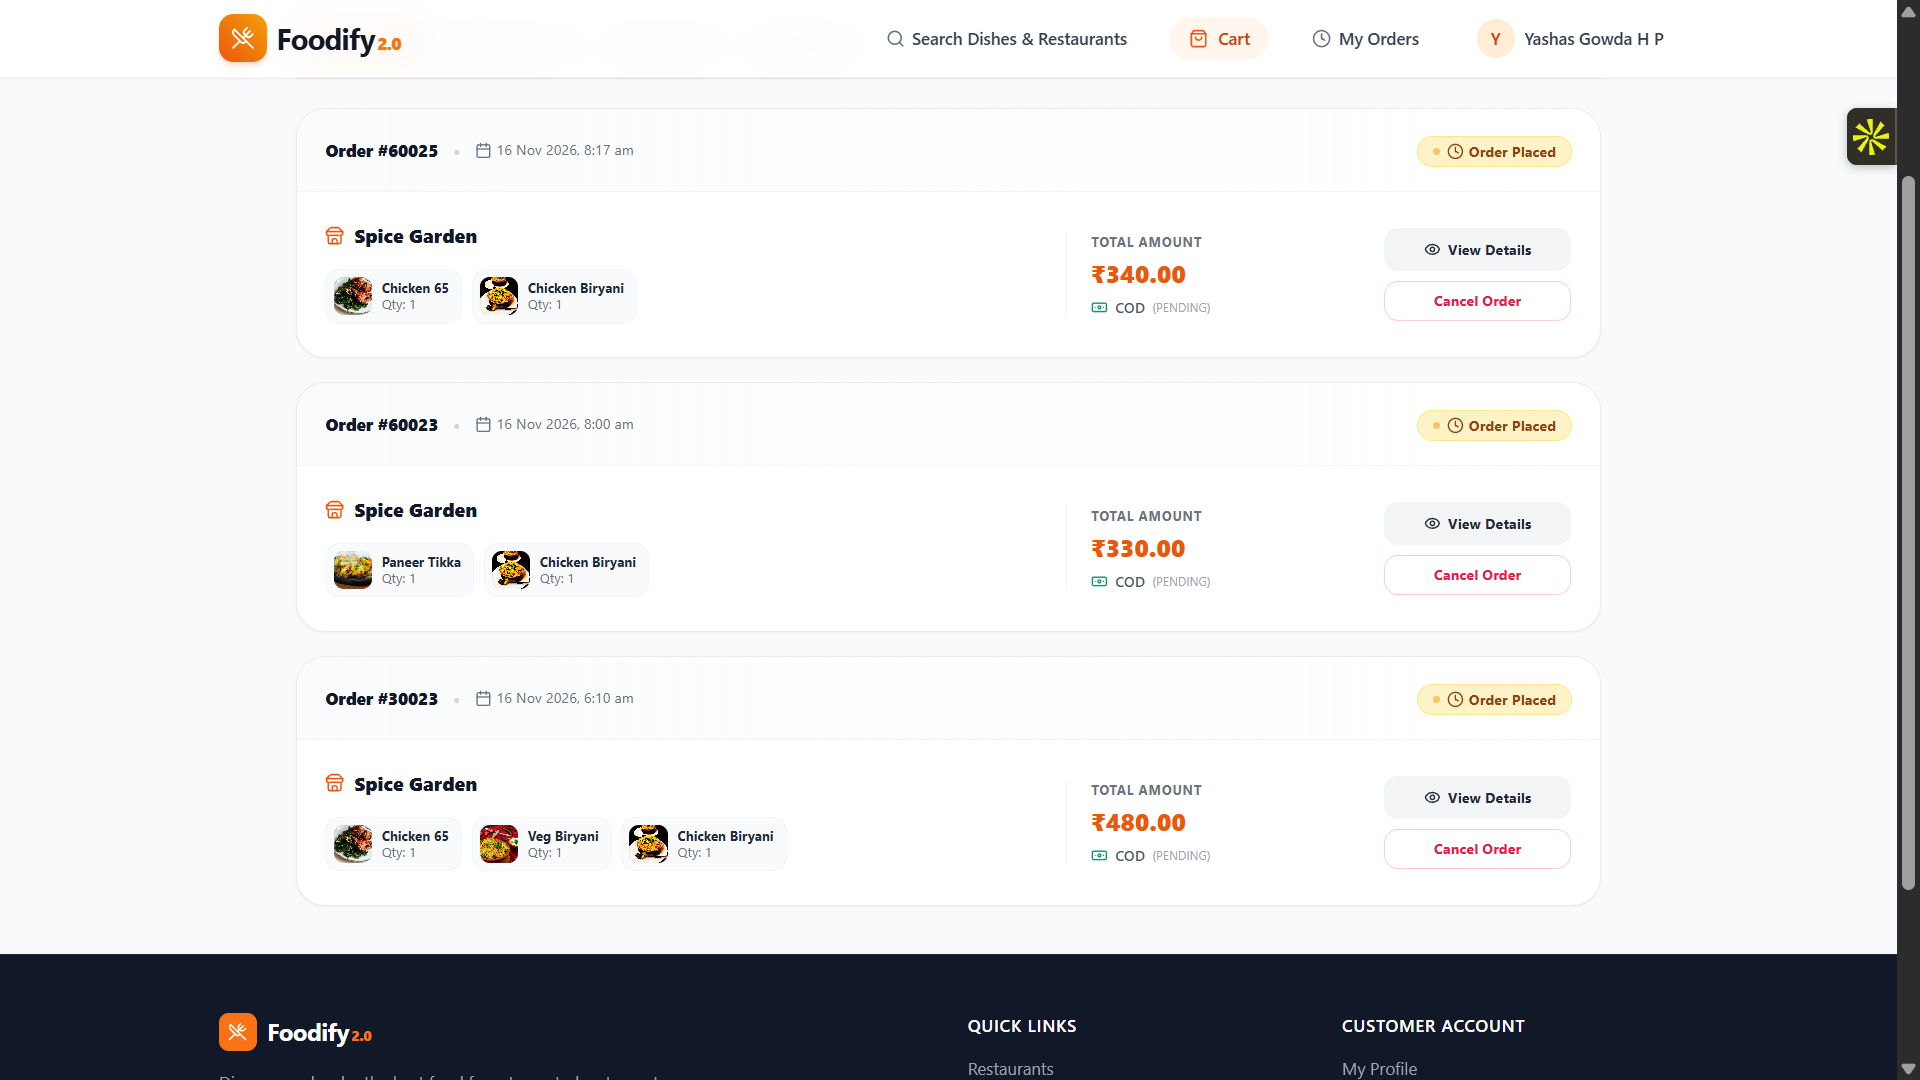 Foodify 2.0
Search Dishes & Restaurants
Cart
My Orders
Y
Yashas Gowda H P
Order #60025
16 Nov 2026, 8:17 am
Order Placed
Spice Garden
Chicken 65
Qty: 1
Chicken Biryani
Qty: 1
TOTAL AMOUNT
₹340.00
COD (PENDING)
View Details
Cancel Order
Order #60023
16 Nov 2026, 8:00 am
Order Placed
Spice Garden
Paneer Tikka
Qty: 1
Chicken Biryani
Qty: 1
TOTAL AMOUNT
₹330.00
COD (PENDING)
View Details
Cancel Order
Order #30023
16 Nov 2026, 6:10 am
Order Placed
Spice Garden
Chicken 65
Qty: 1
Veg Biryani
Qty: 1
Chicken Biryani
Qty: 1
TOTAL AMOUNT
₹480.00
COD (PENDING)
View Details
Cancel Order
Foodify 2.0
QUICK LINKS
Restaurants
CUSTOMER ACCOUNT
My Profile